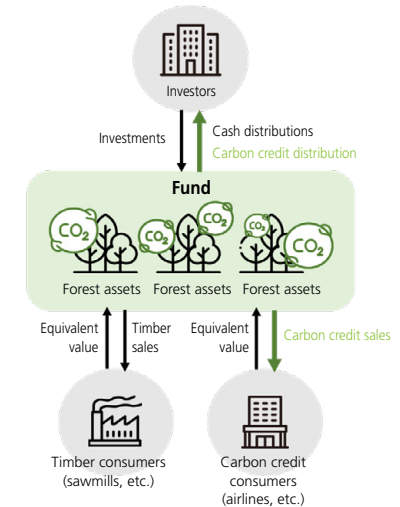 Investors
Investments
Cash distributions
Carbon credit distribution
Fund
CO2
CO2
CO2
CO2
CO2
Forest assets
Forest assets
Forest assets
Equivalent
value
Timber
sales
Equivalent
value
Carbon credit sales
Timber consumers
(sawmills, etc.)
Carbon credit
consumers
(airlines, etc.)